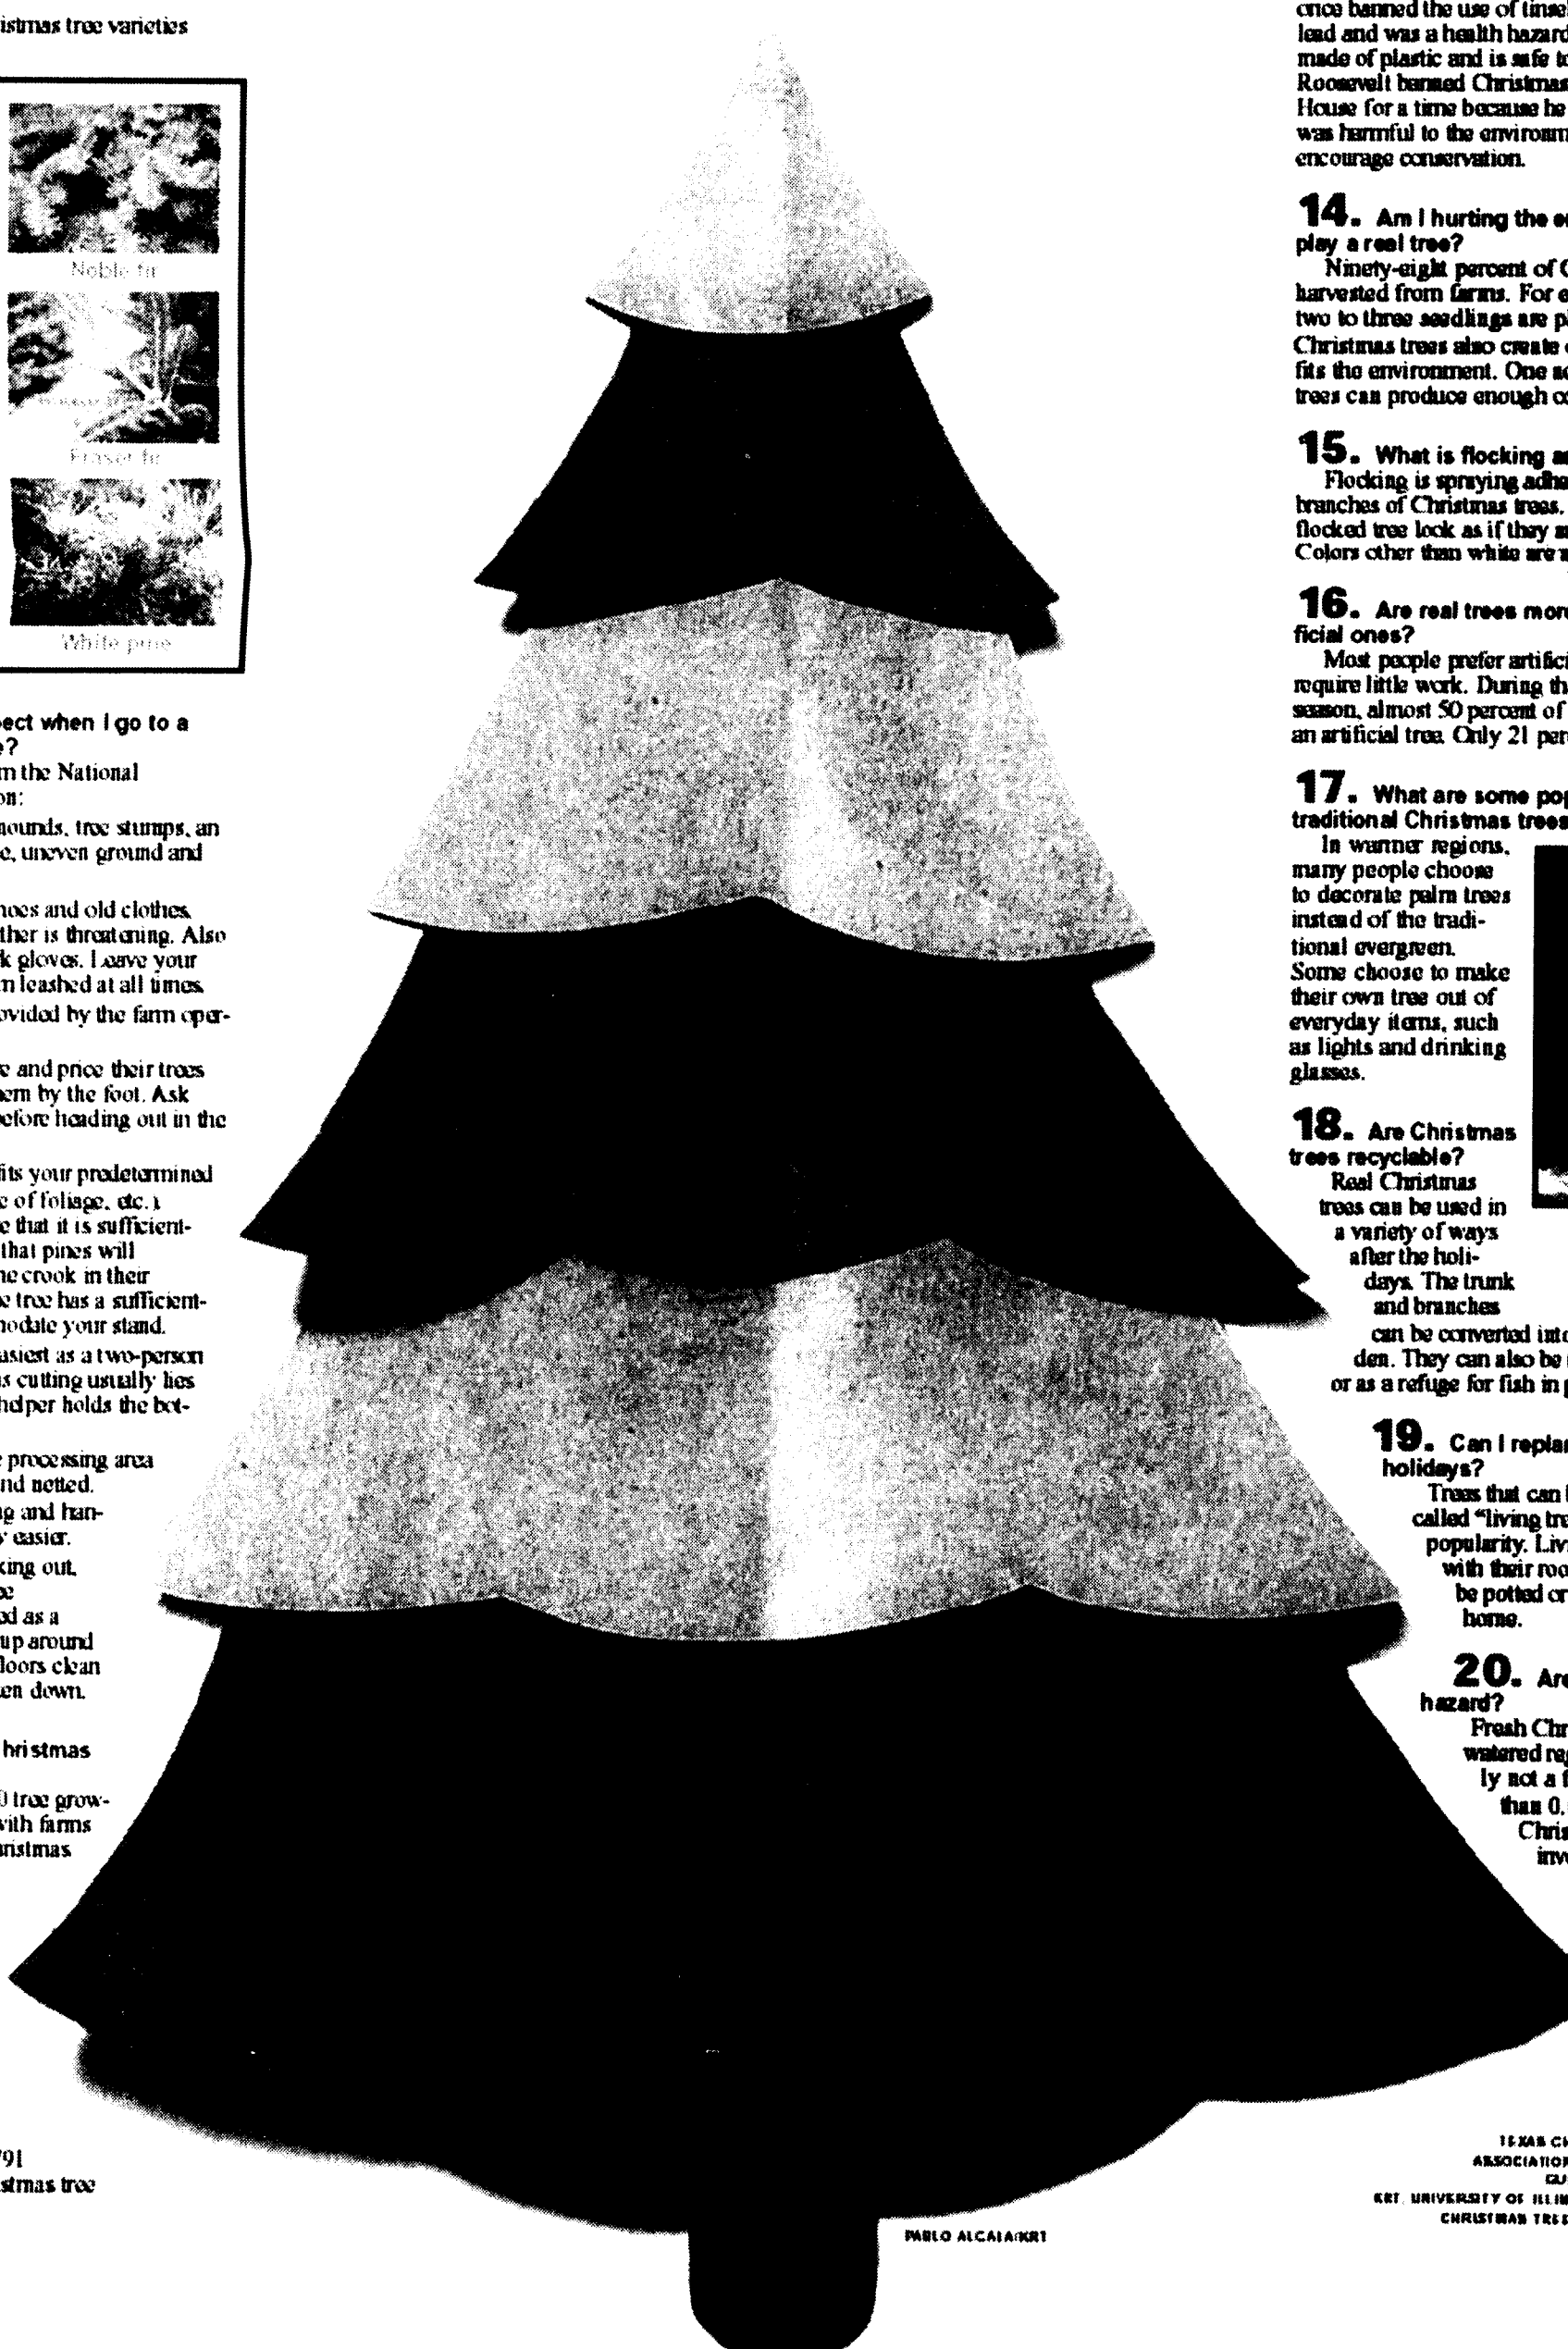 istmas tree varieties
Noble fir
Fraser fir
White pine
ect when I go to a
?
m the National
on:
nounds, tree stumps, an
e, uneven ground and
hoes and old clothes.
ther is threatening. Also
k gloves. Leave your
m leashed at all times.
ovided by the farm oper-
e and price their trees
hem by the foot. Ask
before heading out in the
fits your predetermined
e of foliage, etc.).
e that it is sufficient-
that pines will
ne crook in their
e tree has a sufficient-
modate your stand.
asiest as a two-person
s cutting usually lies
helper holds the bot-
e processing area
nd netted.
ng and han-
y easier.
king out,
ee
ed as a
up around
floors clean
en down.
hristmas
0 tree grow-
with farms
hristmas
791
stmas tree
once banned the use of tinsel
lead and was a health hazard
made of plastic and is safe to
Roosevelt banned Christmas
House for a time because he
was harmful to the environm
encourage conservation.
14. Am I hurting the e
play a real tree?
Ninety-eight percent of C
harvested from farms. For e
two to three seedlings are p
Christmas trees also create
fits the environment. One a
trees can produce enough o
15. What is flocking a
Flocking is spraying adhe
branches of Christmas trees.
flocked tree look as if they a
Colors other than white are
16. Are real trees mor
ficial ones?
Most people prefer artifici
require little work. During th
season, almost 50 percent of
an artificial tree. Only 21 per
17. What are some pop
traditional Christmas trees
In warmer regions,
many people choose
to decorate palm trees
instead of the tradi-
tional evergreen.
Some choose to make
their own tree out of
everyday items, such
as lights and drinking
glasses.
18. Are Christmas
trees recyclable?
Real Christmas
trees can be used in
a variety of ways
after the holi-
days. The trunk
and branches
can be converted into
den. They can also be
or as a refuge for fish in p
19. Can I replan
holidays?
Trees that can
called "living tre
popularity. Liv
with their roo
be potted or
home.
20. Are
hazard?
Fresh Chr
watered reg
ly not a f
than 0.
Chris
inv
TEXAS CH
ASSOCIATION
GU
KRT, UNIVERSITY OF ILLIN
CHRISTMAS TREE
PABLO ALCALA/KRT